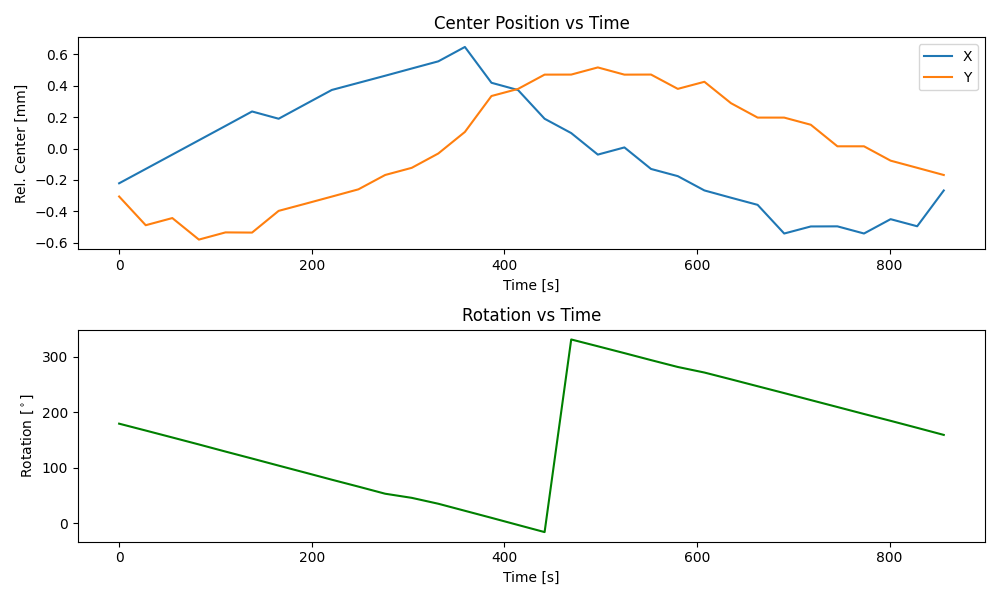 Center Position vs Time
Rel. Center [mm]
0.6
0.4
0.2
0.0
−0.2
−0.4
−0.6
X
Y
0 200 400 600 800
Time [s]
Rotation vs Time
Rotation [°]
300
200
100
0
0 200 400 600 800
Time [s]